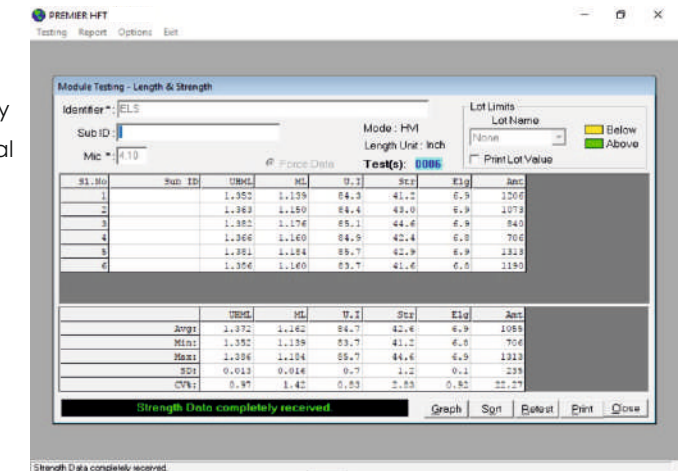 PREMIER HFT
Testing Report Options Exit
Module Testing - Length & Strength
Identifier *: ELS
Sub ID :
Mic *: 4.10
Force Data
Mode : HVI
Length Unit : Inch
Test(s): 0006
Lot Limits
Lot Name
None
Print Lot Value
Below
Above
y
al
Sl.No Sub ID UHML ML U.I Str Elg Amt
1 1.352 1.139 84.3 41.2 6.9 1206
2 1.363 1.150 84.4 43.0 6.9 1073
3 1.382 1.176 85.1 44.6 6.9 840
4 1.366 1.160 84.9 42.4 6.8 706
5 1.381 1.184 85.7 42.9 6.9 1313
6 1.386 1.160 83.7 41.6 6.8 1190
UHML ML U.I Str Elg Amt
Avg: 1.372 1.162 84.7 42.6 6.9 1055
Min: 1.352 1.139 83.7 41.2 6.8 706
Max: 1.386 1.184 85.7 44.6 6.9 1313
SD: 0.013 0.016 0.7 1.2 0.1 235
CV%: 0.97 1.42 0.83 2.83 0.92 22.27
Strength Data completely received.
Graph Sort Retest Print Close
Strength Data completely received.